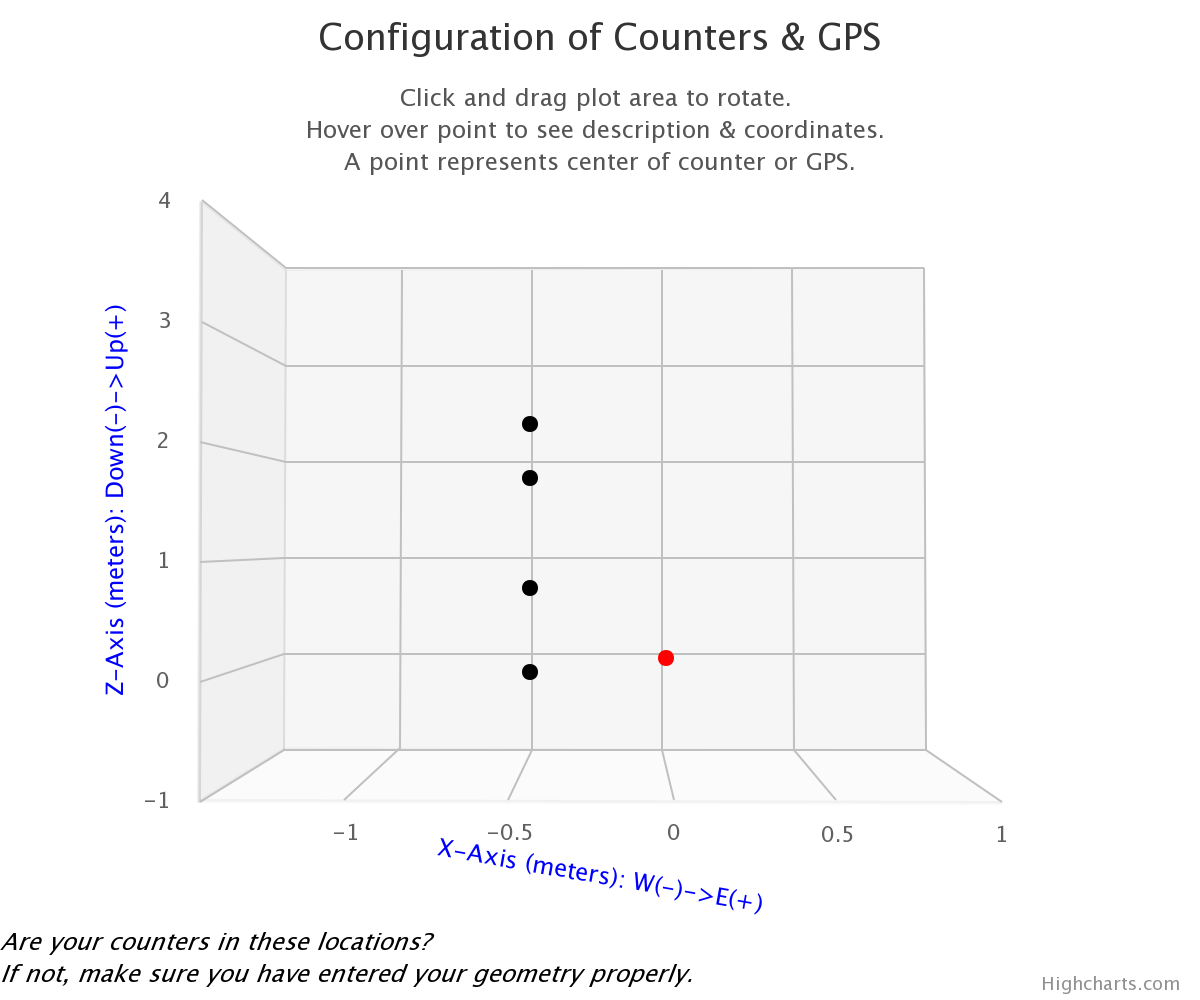 Configuration of Counters & GPS
Click and drag plot area to rotate.
Hover over point to see description & coordinates.
A point represents center of counter or GPS.
4
3
2
1
0
−1
Z−Axis (meters): Down(−)−>Up(+)
−1
−0.5
0
0.5
1
X−Axis (meters): W(−)−>E(+)
Are your counters in these locations?
If not, make sure you have entered your geometry properly.
Highcharts.com